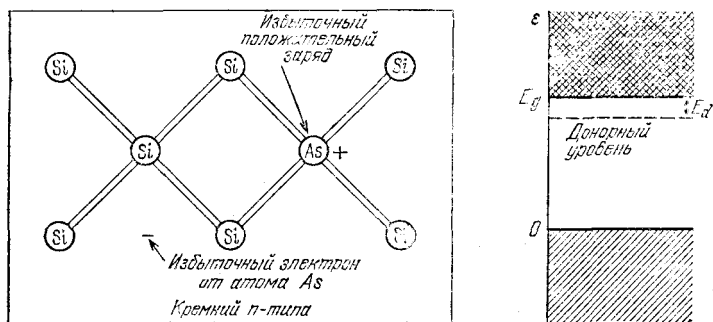 Избыточный
положительный
заряд
Si
Si
Si
Si
As +
Si
Si
Si
−
Избыточный электрон
от атома As
Кремний n-типа
ε
E_g
E_d
Донорный
уровень
0